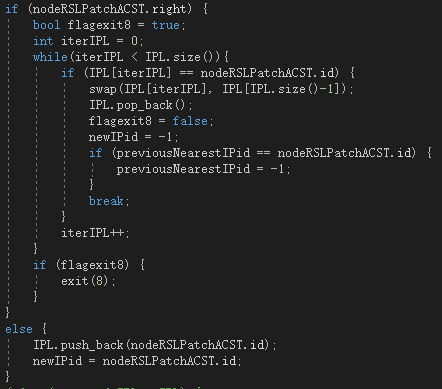 if (nodeRSLPatchACST.right) {
bool flagexit8 = true;
int iterIPL = 0;
while(iterIPL < IPL.size()){
if (IPL[iterIPL] == nodeRSLPatchACST.id) {
swap(IPL[iterIPL], IPL[IPL.size()-1]);
IPL.pop_back();
flagexit8 = false;
newIPid = -1;
if (previousNearestIPid == nodeRSLPatchACST.id) {
previousNearestIPid = -1;
}
break;
}
iterIPL++;
}
if (flagexit8) {
exit(8);
}
}
else {
IPL.push_back(nodeRSLPatchACST.id);
newIPid = nodeRSLPatchACST.id;
}